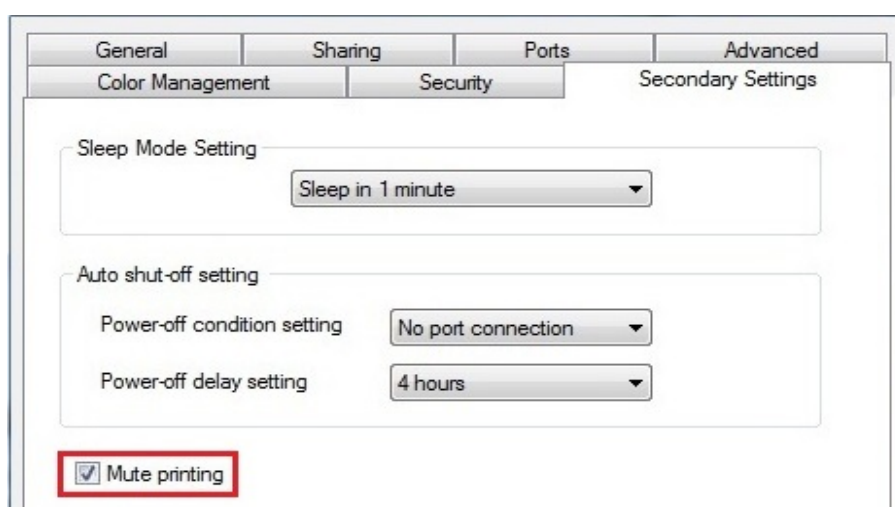 General Sharing Ports Advanced
Color Management Security Secondary Settings
Sleep Mode Setting
Sleep in 1 minute
Auto shut-off setting
Power-off condition setting No port connection
Power-off delay setting 4 hours
Mute printing